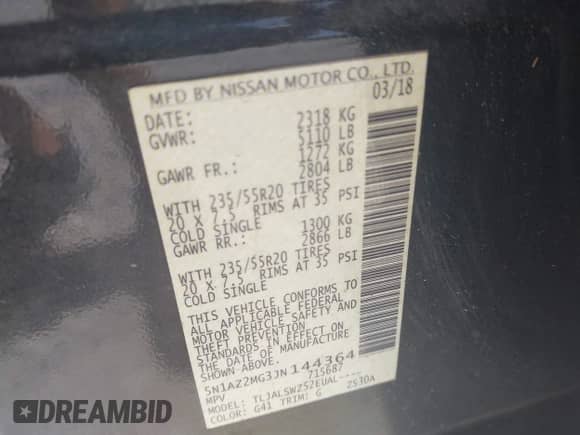 MFD BY NISSAN MOTOR CO., LTD.
DATE: 03/18
GVWR: 2318 KG
5110 LB
GAWR FR.: 1272 KG
2804 LB
WITH 235/55R20 TIRES
20 X 7.5 RIMS AT 35 PSI
COLD SINGLE
GAWR RR.: 1300 KG
2866 LB
WITH 235/55R20 TIRES
20 X 7.5 RIMS AT 35 PSI
COLD SINGLE
THIS VEHICLE CONFORMS TO
ALL APPLICABLE FEDERAL
MOTOR VEHICLE SAFETY AND
THEFT PREVENTION
STANDARDS IN EFFECT ON
DATE SHOWN ABOVE.
5N1AZ2MG3JN144364
MPV 715687
MODEL: TLJALSWZ52EUAL----
COLOR: G41 TRIM: G ZS30A
DREAMBID